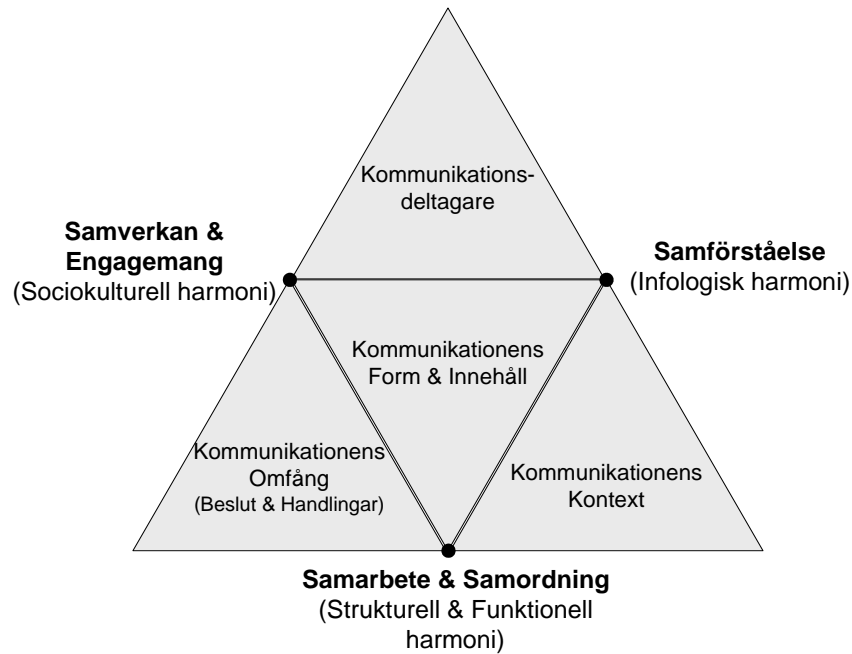 Kommunikations-
deltagare
Samverkan &
Engagemang
(Sociokulturell harmoni)
Samförståelse
(Infologisk harmoni)
Kommunikationens
Form & Innehåll
Kommunikationens
Omfång
(Beslut & Handlingar)
Kommunikationens
Kontext
Samarbete & Samordning
(Strukturell & Funktionell
harmoni)